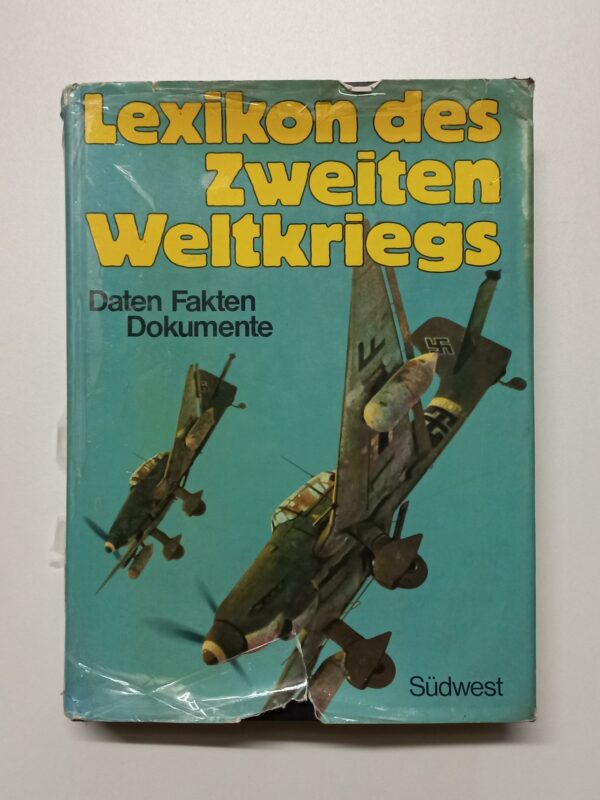 Lexikon des
Zweiten
Weltkriegs
Daten Fakten
Dokumente
F
Südwest